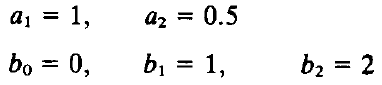 a₁ = 1, a₂ = 0.5
b₀ = 0, b₁ = 1, b₂ = 2